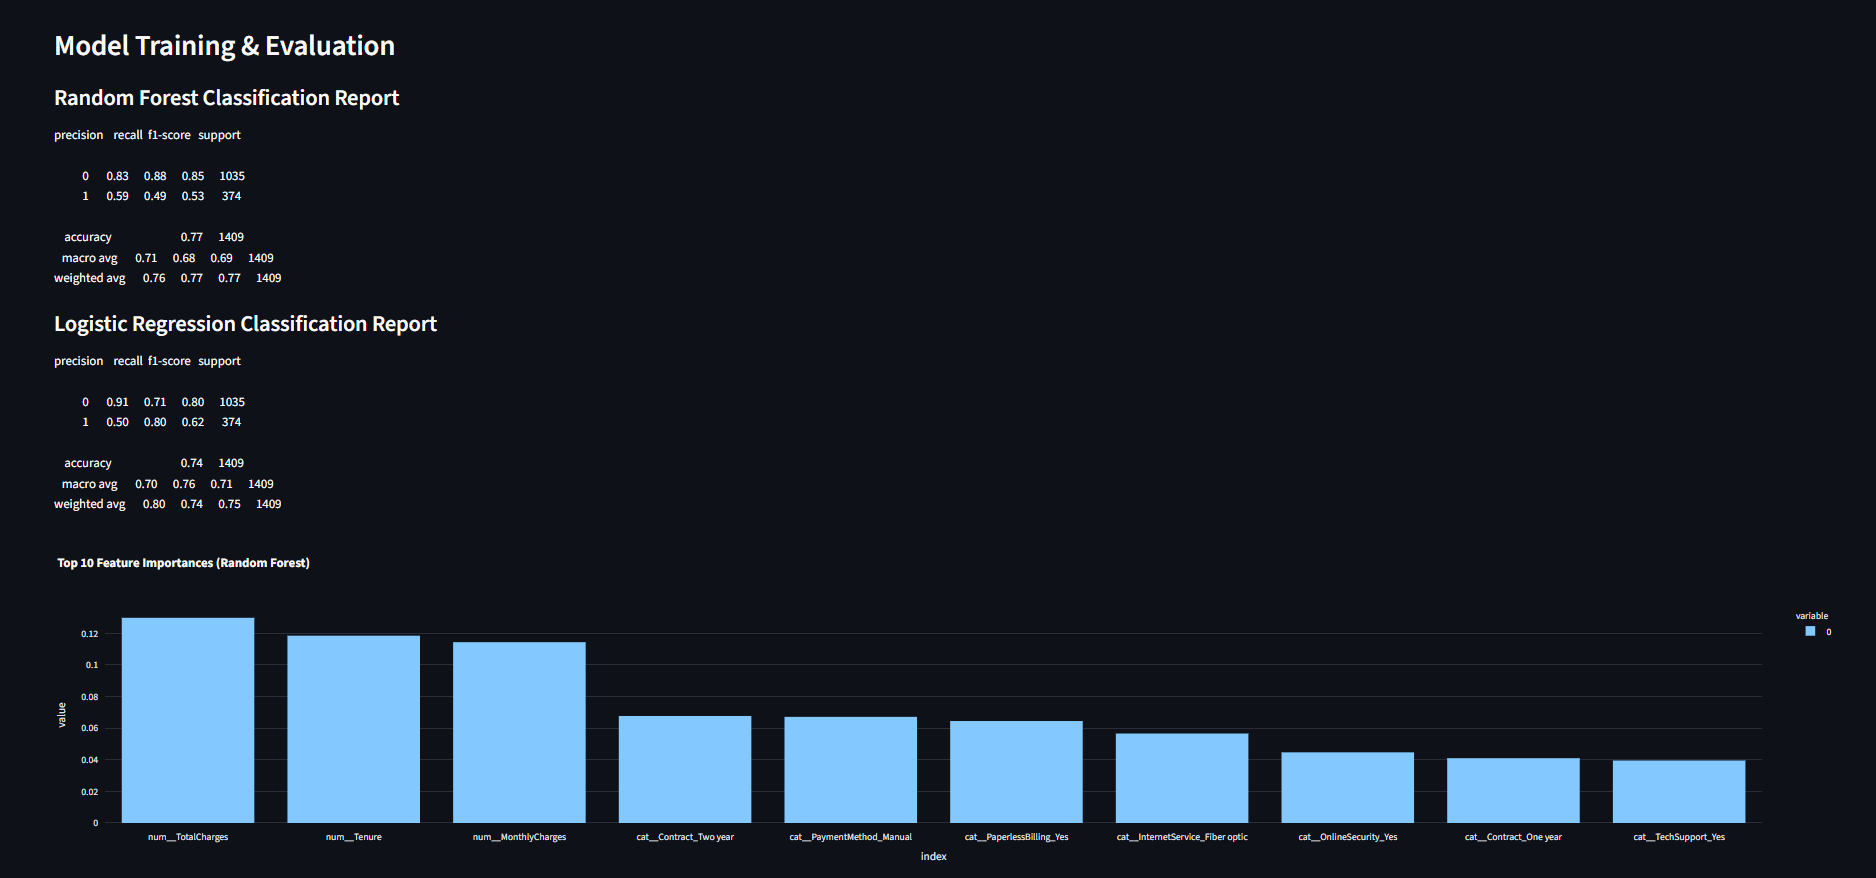 Model Training & Evaluation
Random Forest Classification Report
precision recall f1-score support
0 0.83 0.88 0.85 1035
1 0.59 0.49 0.53 374
accuracy 0.77 1409
macro avg 0.71 0.68 0.69 1409
weighted avg 0.76 0.77 0.77 1409
Logistic Regression Classification Report
precision recall f1-score support
0 0.91 0.71 0.80 1035
1 0.50 0.80 0.62 374
accuracy 0.74 1409
macro avg 0.70 0.76 0.71 1409
weighted avg 0.80 0.74 0.75 1409
Top 10 Feature Importances (Random Forest)
variable
0
0.12
0.1
0.08
0.06
0.04
0.02
0
value
num__TotalCharges
num__Tenure
num__MonthlyCharges
cat__Contract_Two year
cat__PaymentMethod_Manual
cat__PaperlessBilling_Yes
cat__InternetService_Fiber optic
cat__OnlineSecurity_Yes
cat__Contract_One year
cat__TechSupport_Yes
index